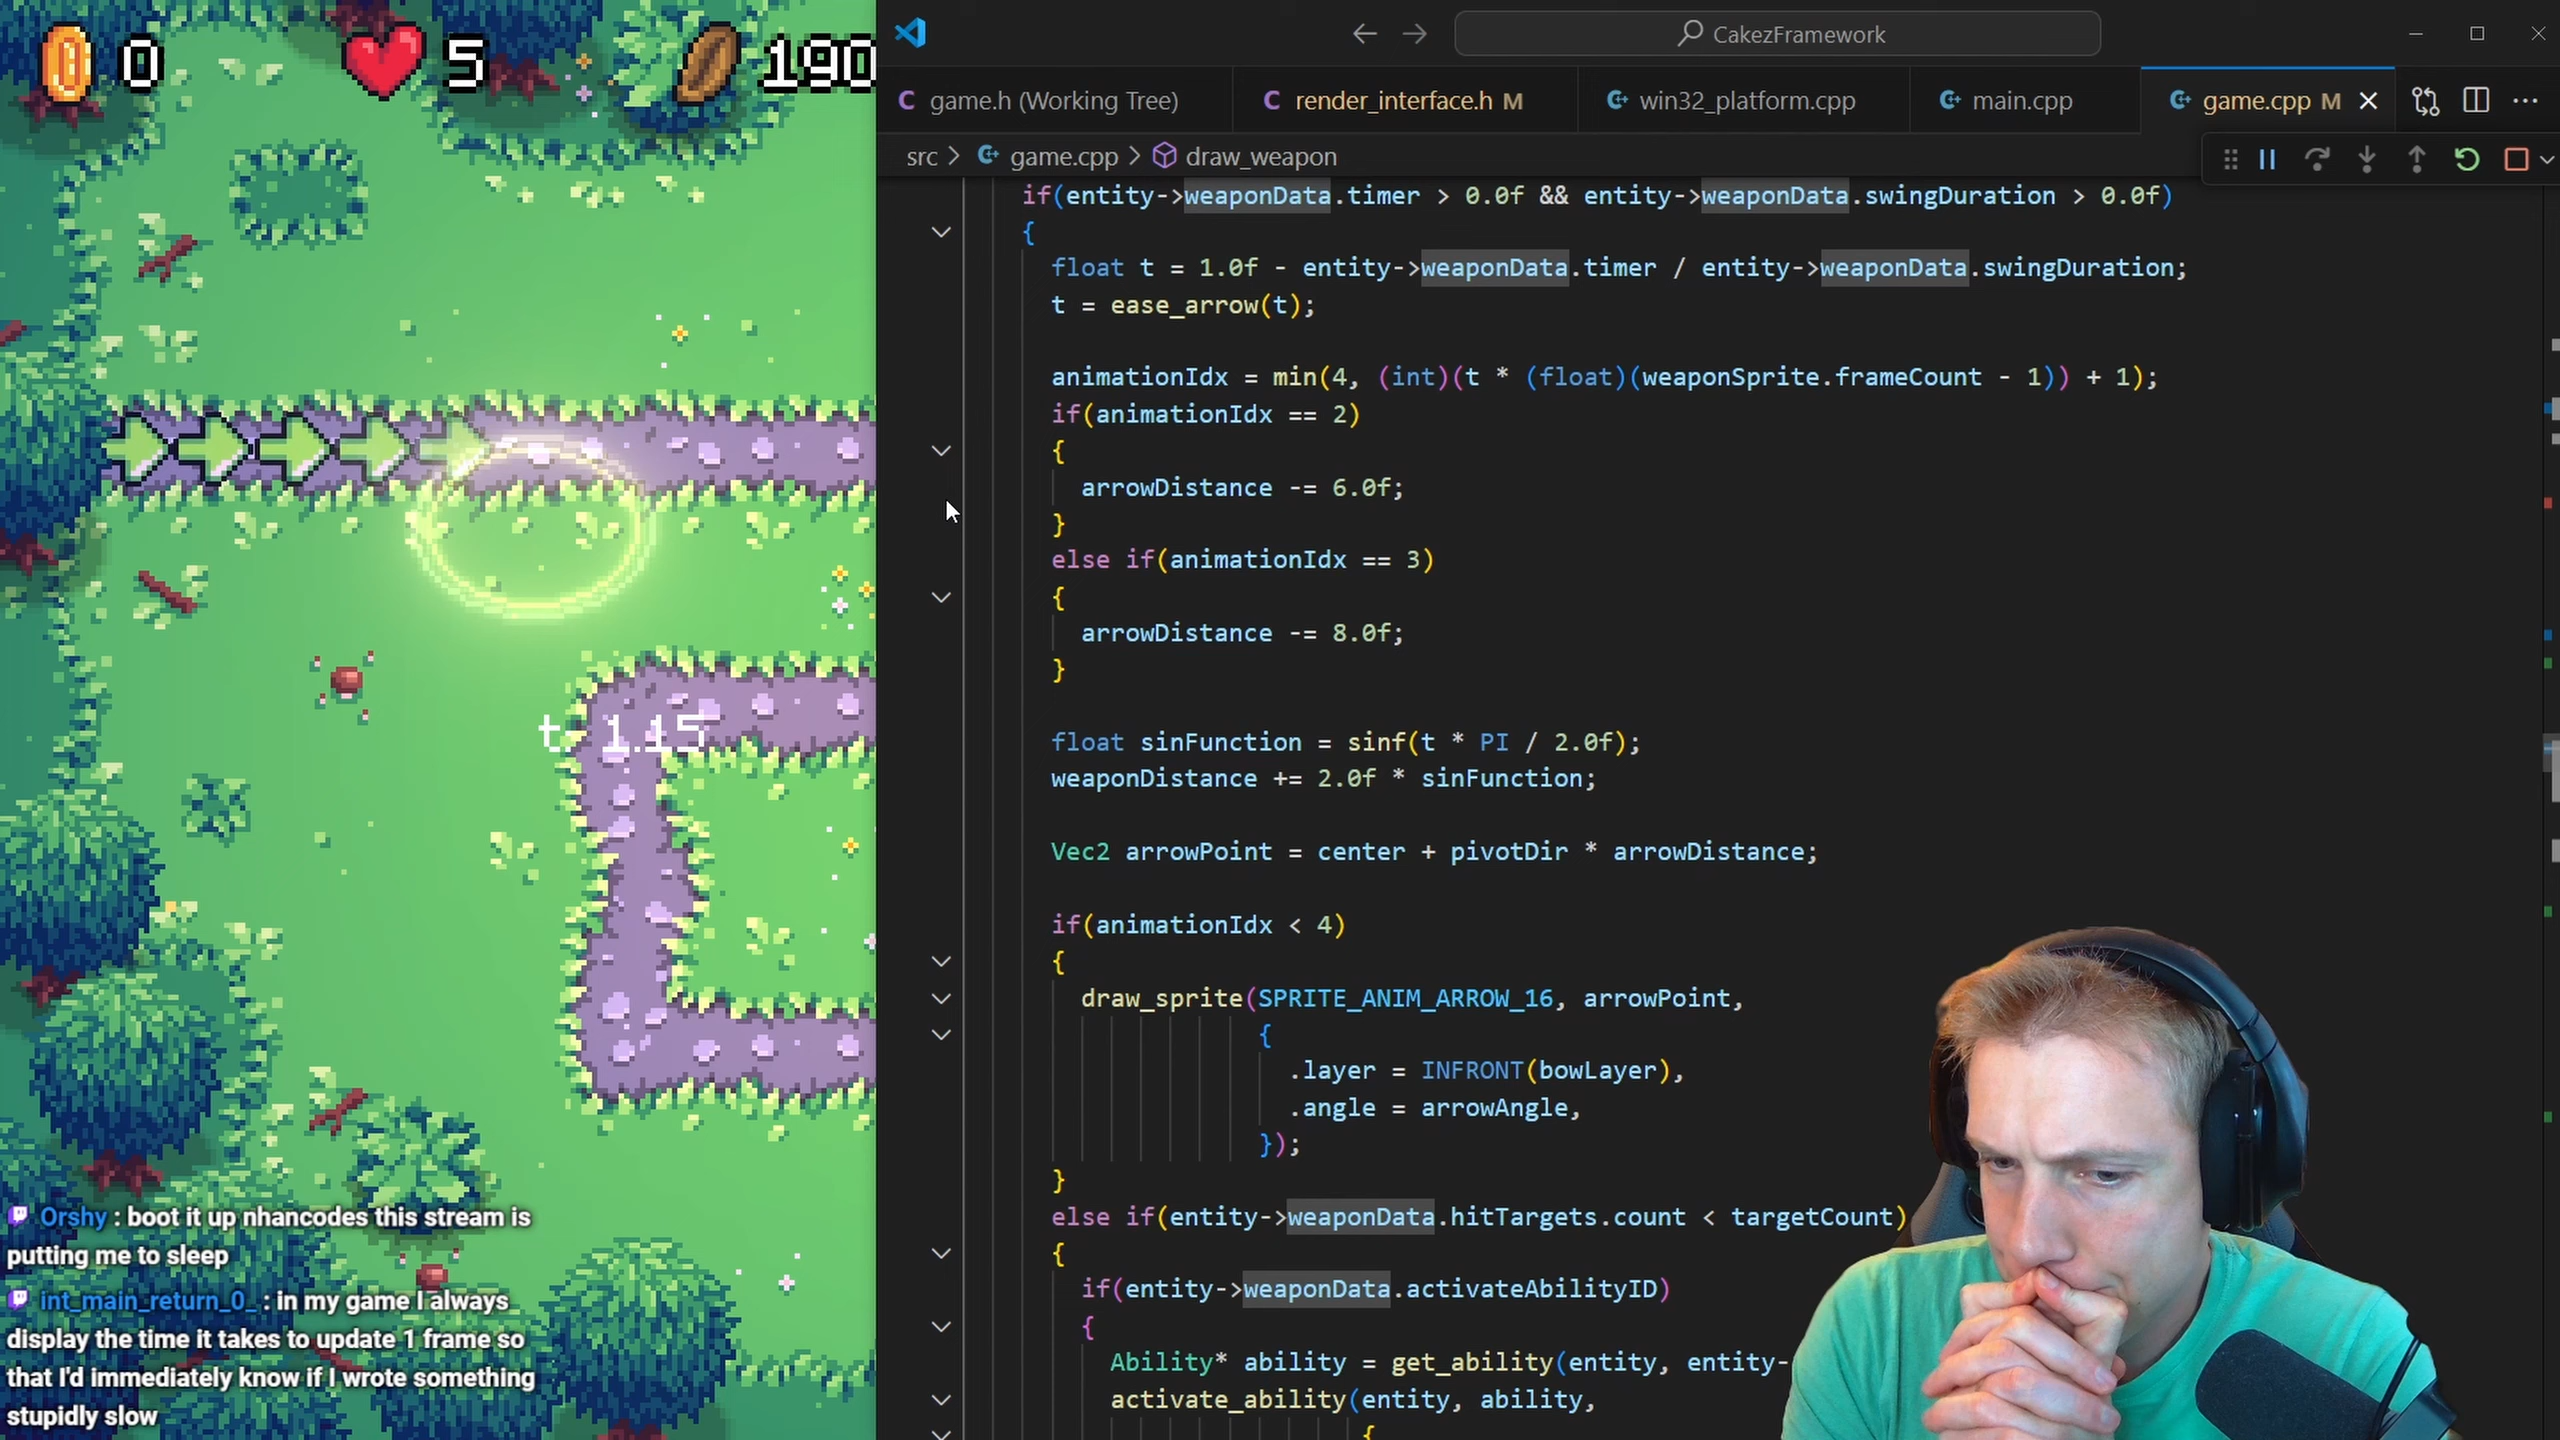 0
5
190
t 1.15
Orshy : boot it up nhancodes this stream is
putting me to sleep
int_main_return_0_ : in my game I always
display the time it takes to update 1 frame so
that I'd immediately know if I wrote something
stupidly slow
CakezFramework
game.h (Working Tree)
render_interface.h M
win32_platform.cpp
main.cpp
game.cpp M
src > game.cpp > draw_weapon
if(entity->weaponData.timer > 0.0f && entity->weaponData.swingDuration > 0.0f)
{
float t = 1.0f - entity->weaponData.timer / entity->weaponData.swingDuration;
t = ease_arrow(t);
animationIdx = min(4, (int)(t * (float)(weaponSprite.frameCount - 1)) + 1);
if(animationIdx == 2)
{
arrowDistance -= 6.0f;
}
else if(animationIdx == 3)
{
arrowDistance -= 8.0f;
}
float sinFunction = sinf(t * PI / 2.0f);
weaponDistance += 2.0f * sinFunction;
Vec2 arrowPoint = center + pivotDir * arrowDistance;
if(animationIdx < 4)
{
draw_sprite(SPRITE_ANIM_ARROW_16, arrowPoint,
{
.layer = INFRONT(bowLayer),
.angle = arrowAngle,
});
}
else if(entity->weaponData.hitTargets.count < targetCount)
{
if(entity->weaponData.activateAbilityID)
{
Ability* ability = get_ability(entity, entity-
activate_ability(entity, ability,
{